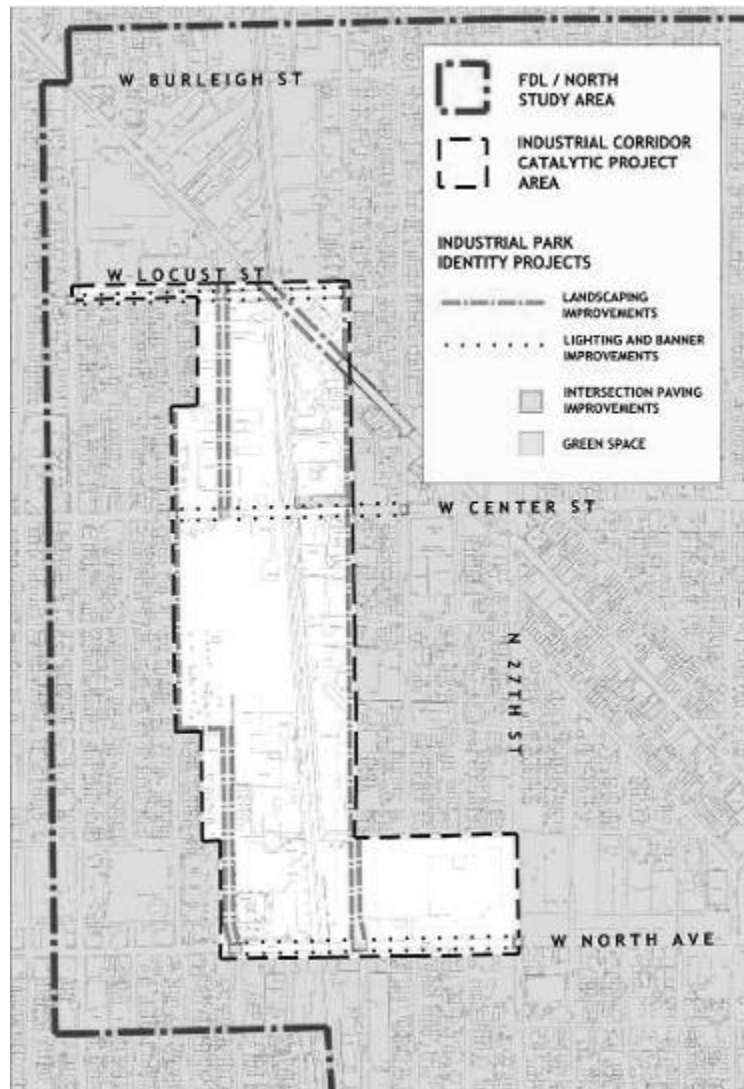 W BURLEIGH ST
FDL / NORTH
STUDY AREA
INDUSTRIAL CORRIDOR
CATALYTIC PROJECT
AREA
INDUSTRIAL PARK
IDENTITY PROJECTS
W LOCUST ST
LANDSCAPING
IMPROVEMENTS
LIGHTING AND BANNER
IMPROVEMENTS
INTERSECTION PAVING
IMPROVEMENTS
GREEN SPACE
W CENTER ST
N 27TH ST
W NORTH AVE